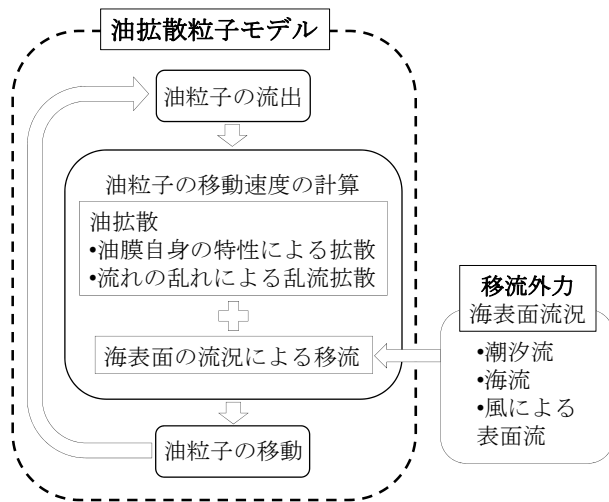 油拡散粒子モデル
油粒子の流出
油粒子の移動速度の計算
油拡散
•油膜自身の特性による拡散
•流れの乱れによる乱流拡散
海表面の流況による移流
油粒子の移動
移流外力
海表面流況
•潮汐流
•海流
•風による
表面流